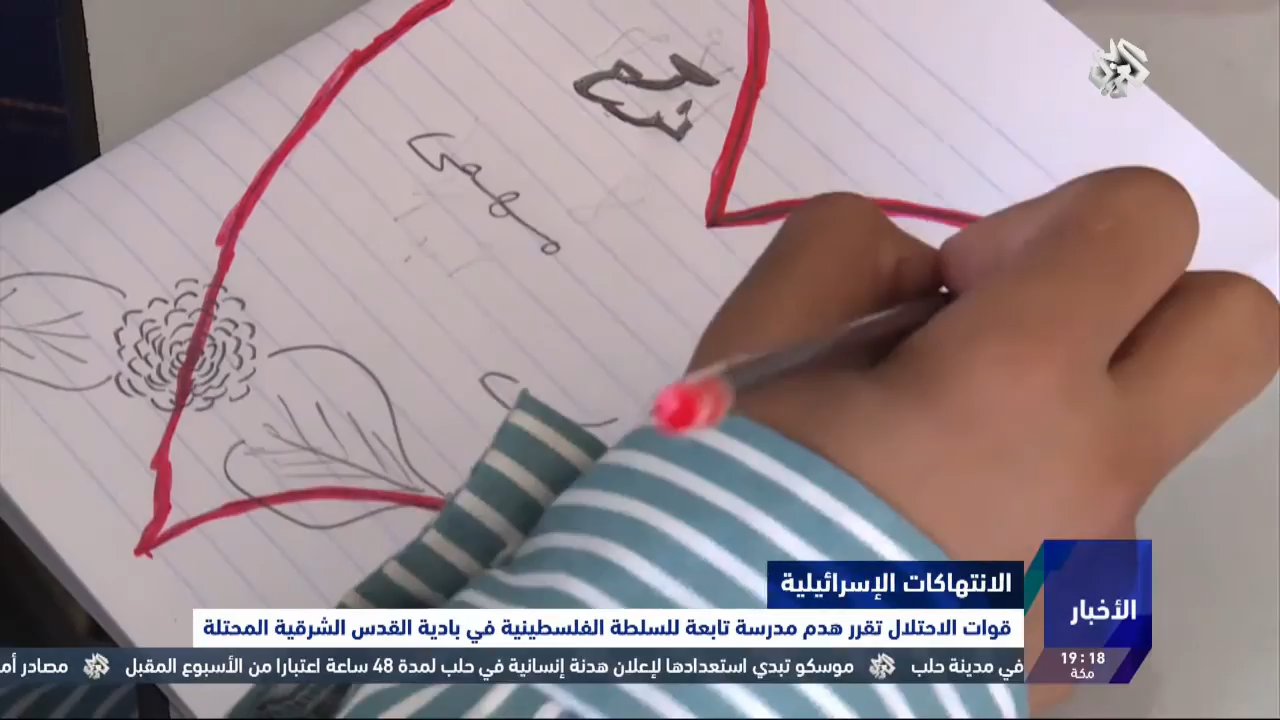 العربي
الانتهاكات الإسرائيلية
قوات الاحتلال تقرر هدم مدرسة تابعة للسلطة الفلسطينية في بادية القدس الشرقية المحتلة
الأخبار
في مدينة حلب موسكو تبدي استعدادها لإعلان هدنة إنسانية في حلب لمدة 48 ساعة اعتبارا من الأسبوع المقبل مصادر
19:18
مكة